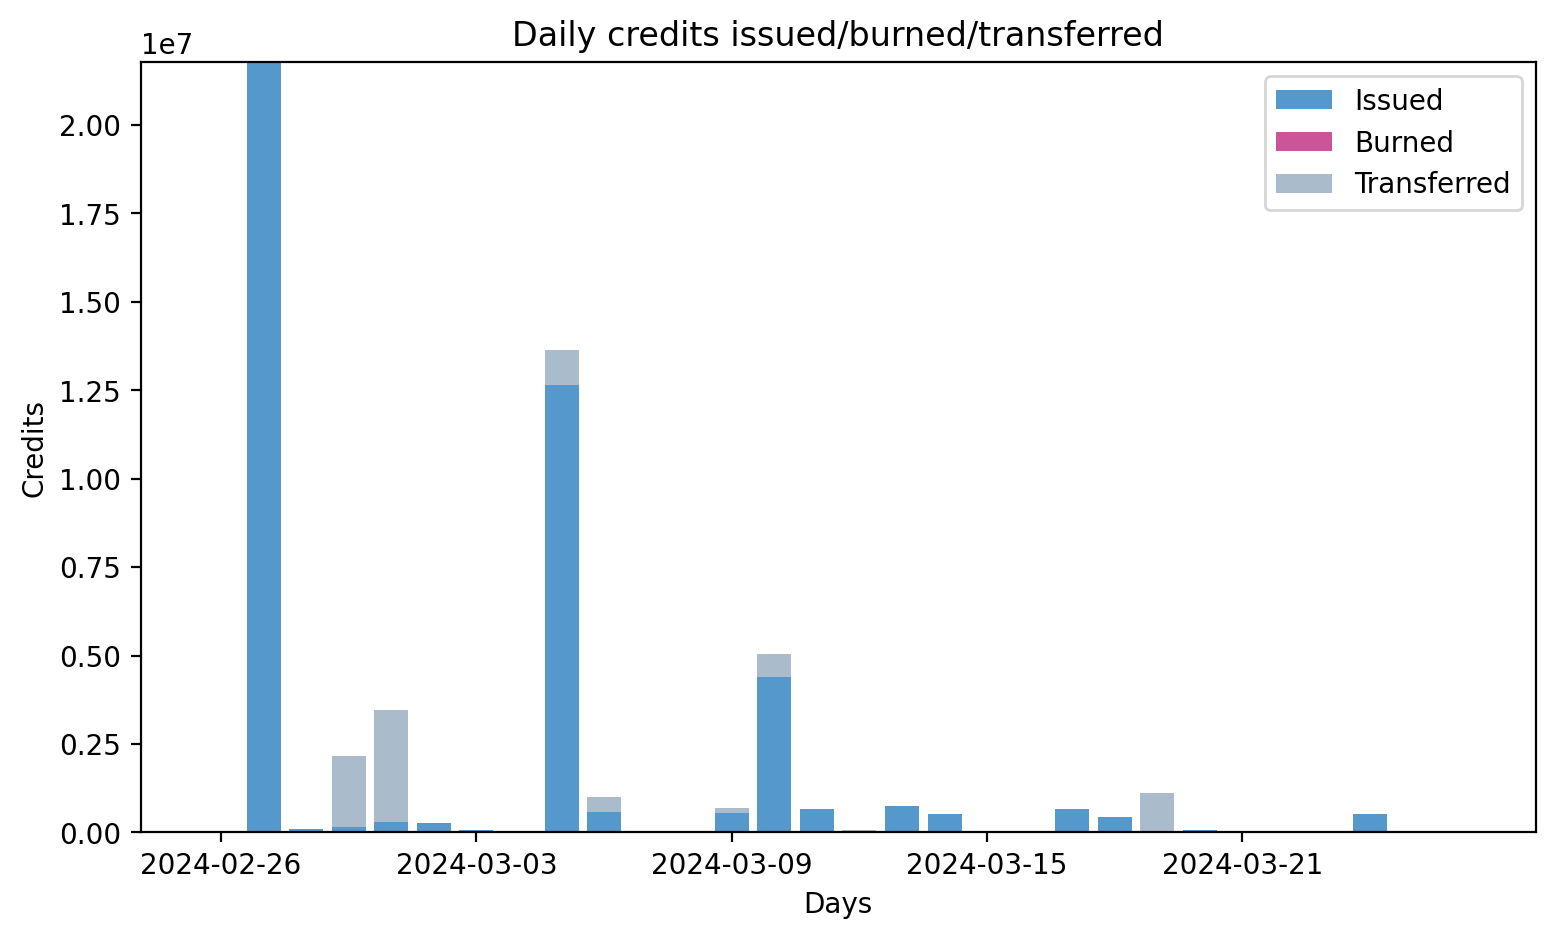 Daily credits issued/burned/transferred
1e7
Issued
Burned
Transferred
2.00
1.75
1.50
1.25
1.00
0.75
0.50
0.25
0.00
Credits
2024-02-26 2024-03-03 2024-03-09 2024-03-15 2024-03-21
Days